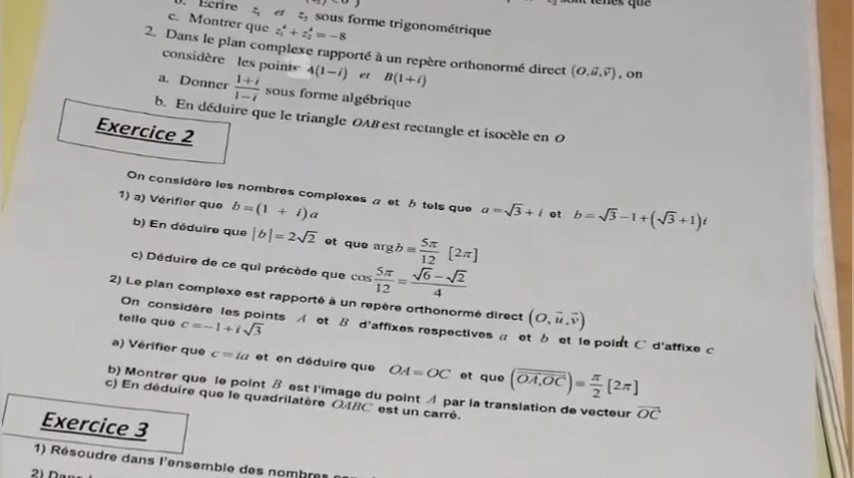 Ecrire z₁ et z₂ sous forme trigonométrique
c. Montrer que z₁⁴ + z₂⁴ = -8
2. Dans le plan complexe rapporté à un repère orthonormé direct (O,u⃗,v⃗), on
considère les points A(1-i) et B(1+i)
a. Donner (1+i)/(1-i) sous forme algébrique
b. En déduire que le triangle OAB est rectangle et isocèle en O
Exercice 2
On considère les nombres complexes a et b tels que a = √3 + i et b = √3 - 1 + (√3 + 1)i
1) a) Vérifier que b = (1 + i)a
b) En déduire que |b| = 2√2 et que arg b ≡ 5π/12 [2π]
c) Déduire de ce qui précède que cos 5π/12 = (√6 - √2)/4
2) Le plan complexe est rapporté à un repère orthonormé direct (O, u⃗, v⃗)
On considère les points A et B d'affixes respectives a et b et le point C d'affixe c
telle que c = -1 + i√3
a) Vérifier que c = ia et en déduire que OA = OC et que (OA, OC) ≡ π/2 [2π]
b) Montrer que le point B est l'image du point A par la translation de vecteur OC
c) En déduire que le quadrilatère OABC est un carré.
Exercice 3
1) Résoudre dans l'ensemble des nombres
2)